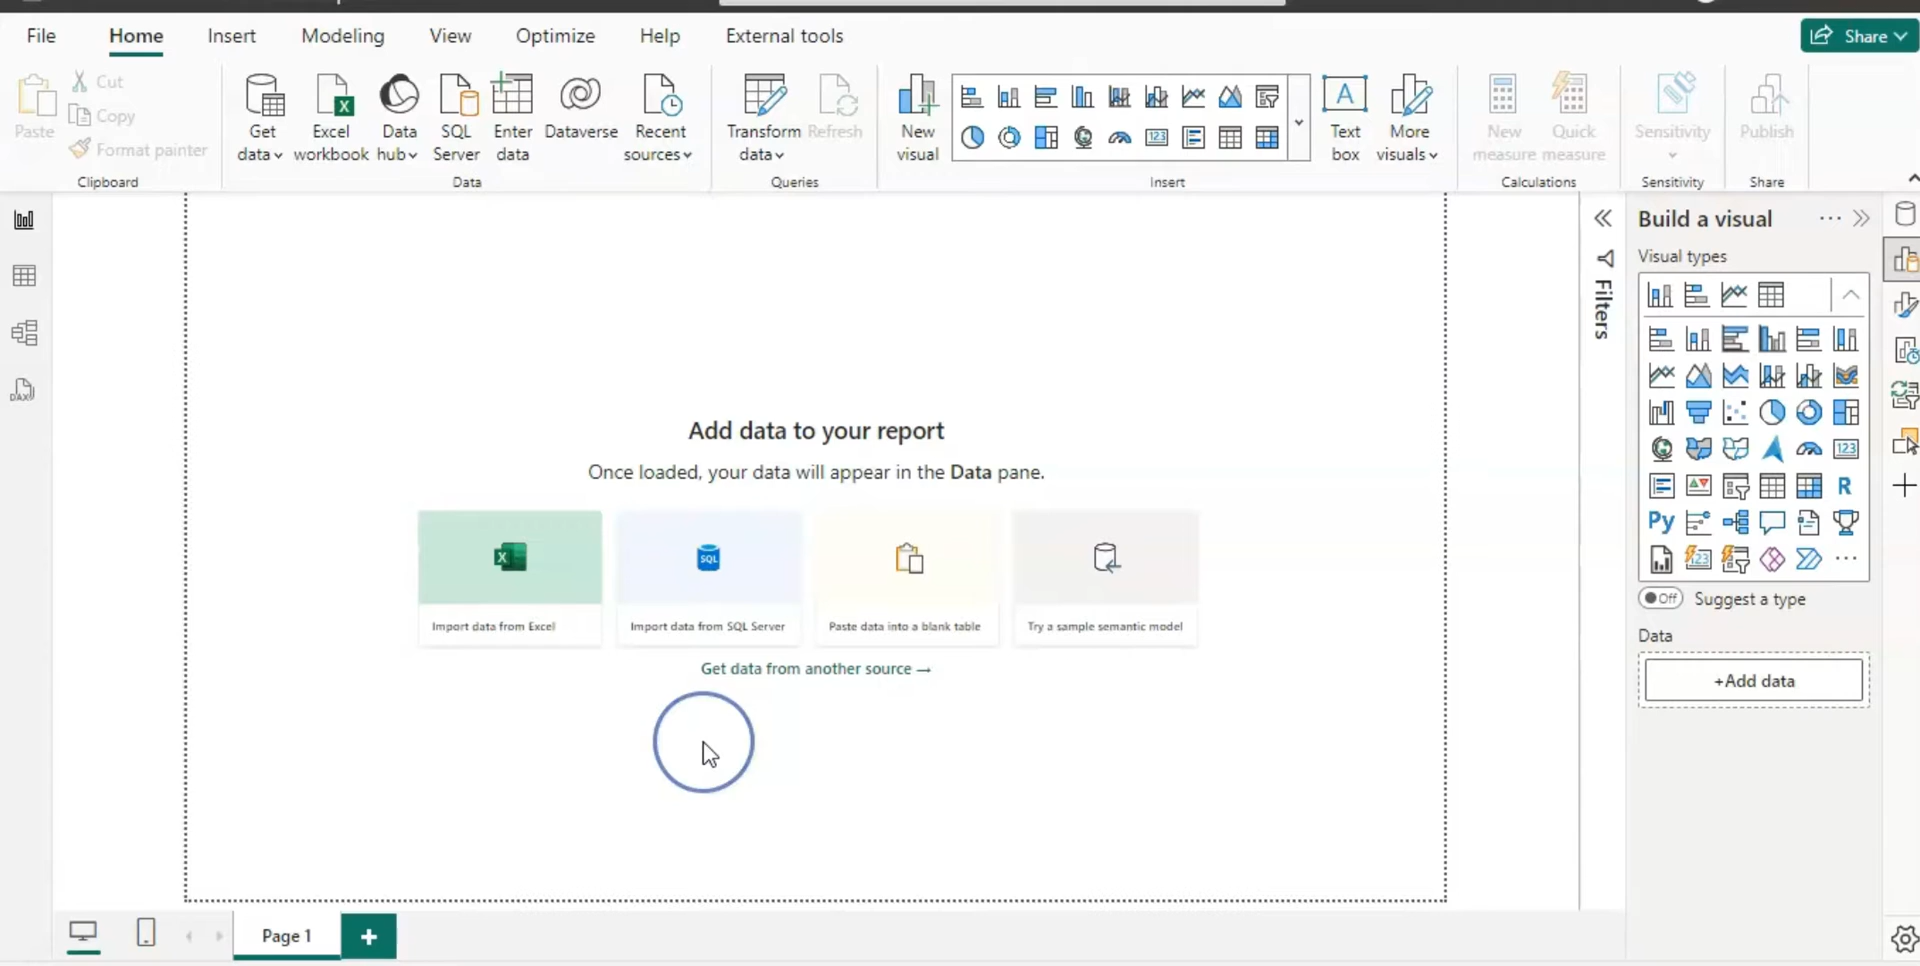 File Home Insert Modeling View Optimize Help External tools Share
Paste Cut
Copy
Format painter
Clipboard
Get data
Excel workbook
Data hub
SQL Server
Enter data
Dataverse
Recent sources
Data
Transform data
Refresh
Queries
New visual
123
A
Text box
More visuals
Insert
New measure
Quick measure
Calculations
Sensitivity
Sensitivity
Publish
Share
DAX
Add data to your report
Once loaded, your data will appear in the Data pane.
X
SQL
Import data from Excel
Import data from SQL Server
Paste data into a blank table
Try a sample semantic model
Get data from another source →
Filters
Build a visual
Visual types
123
R
Py
123
Off Suggest a type
Data
+Add data
Page 1